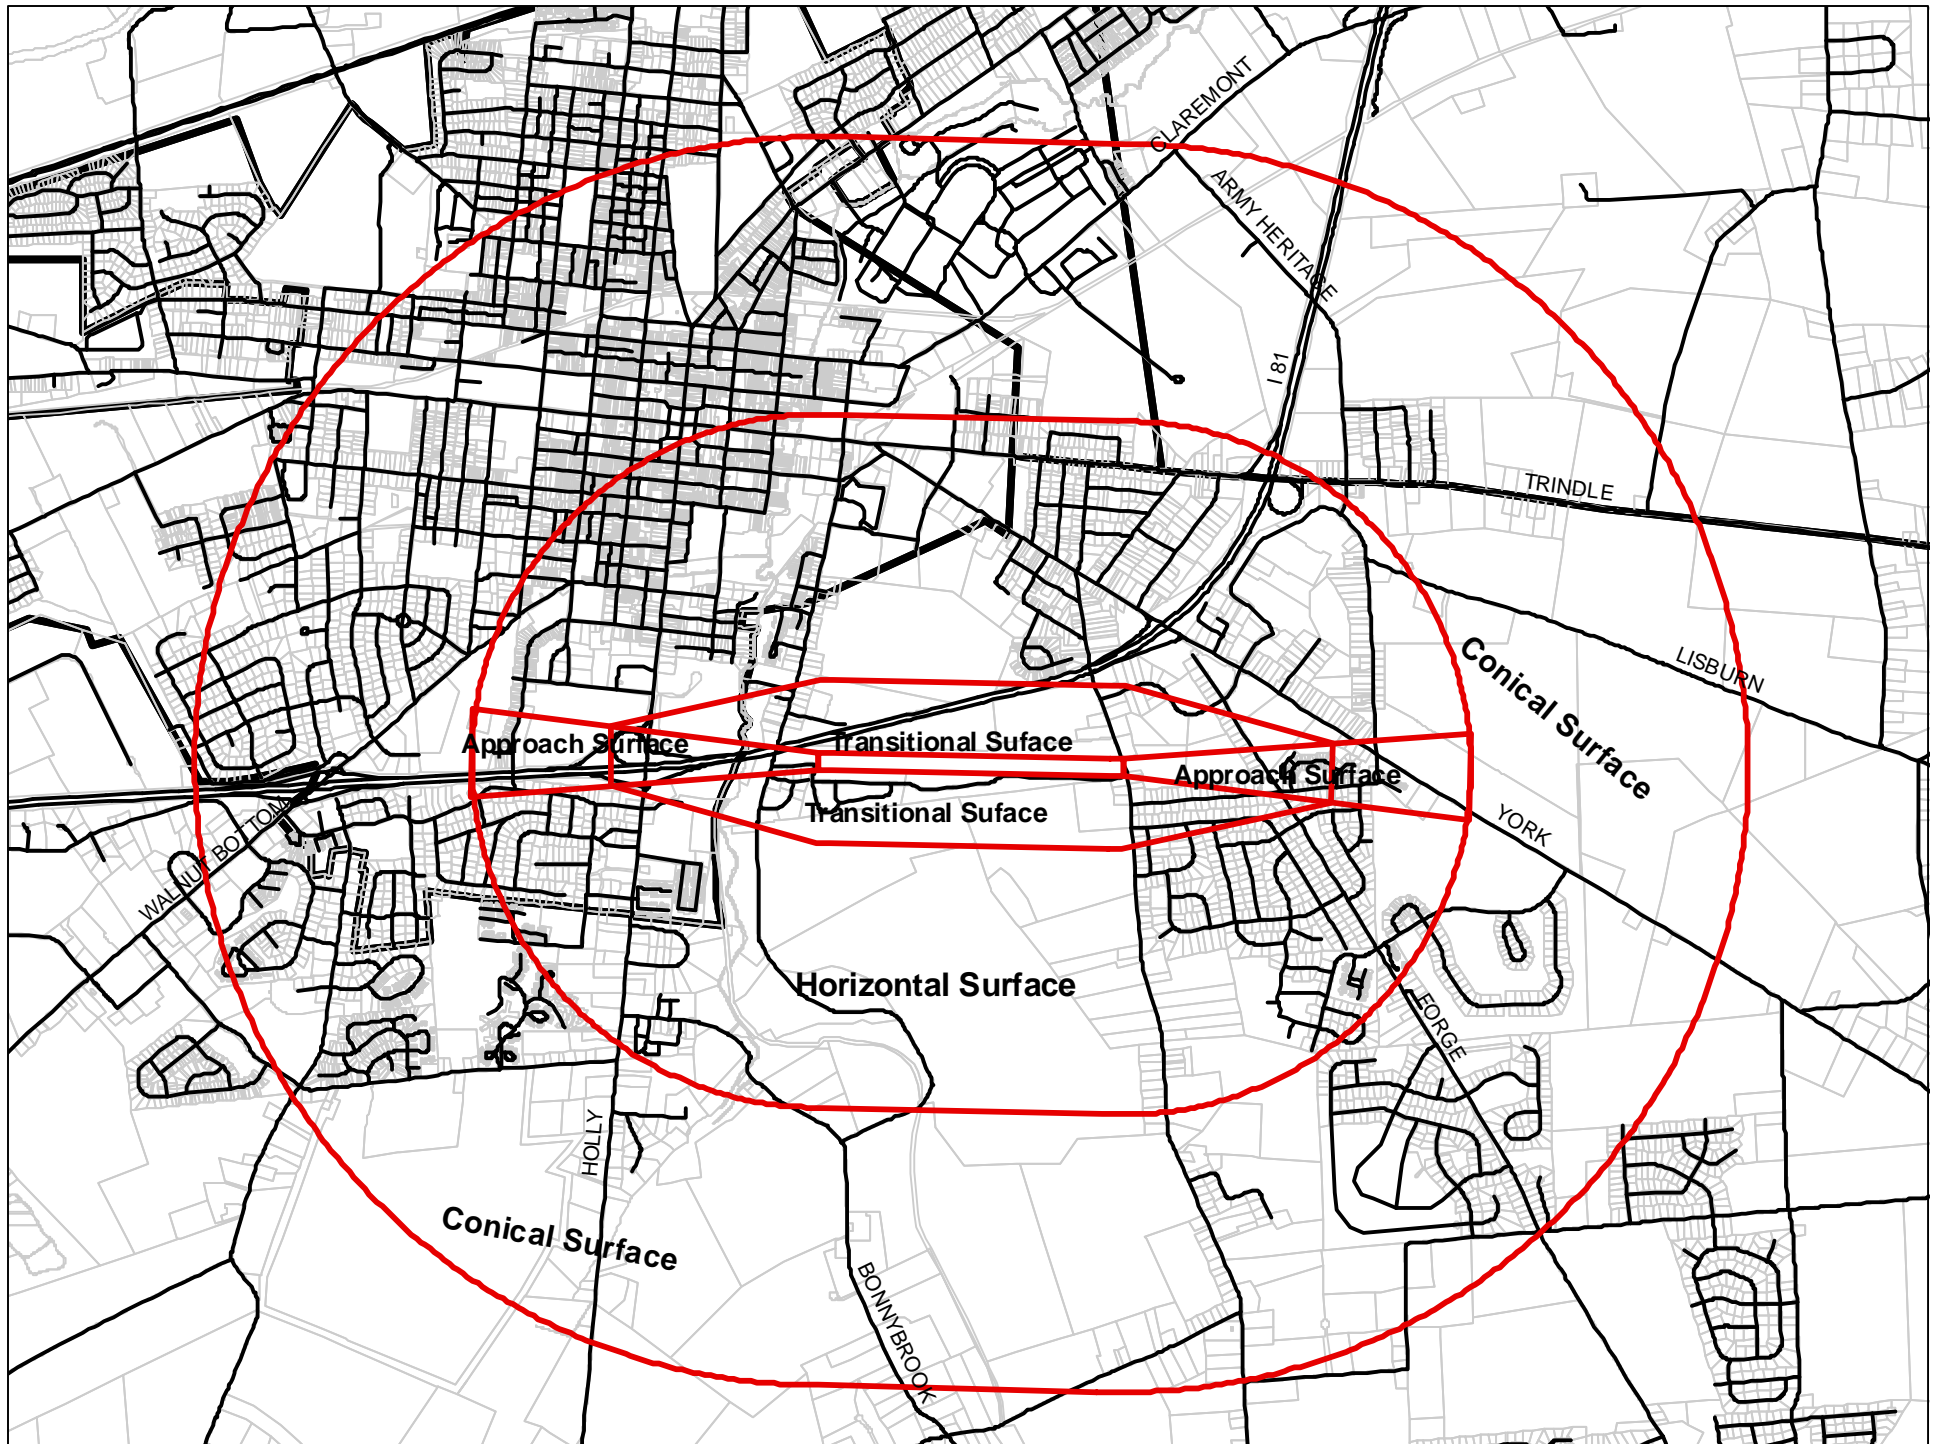 CLAREMONT
ARMY HERITAGE
I 81
TRINDLE
Conical Surface
LISBURN
Approach Surface
Transitional Suface
Approach Surface
Transitional Suface
YORK
WALNUT BOTTOM
Horizontal Surface
FORGE
HOLLY
Conical Surface
BONNYBROOK